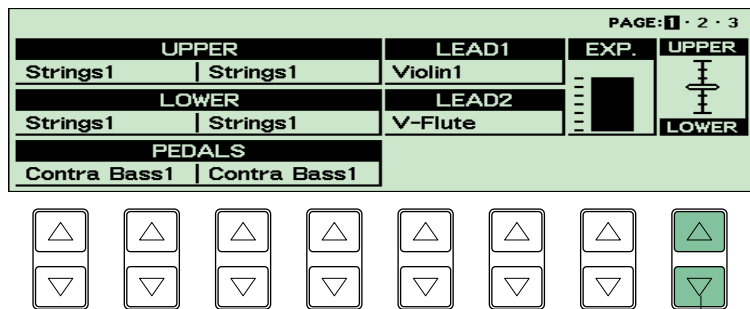 PAGE:1 · 2 · 3
UPPER LEAD1 EXP. UPPER
Strings1 Strings1 Violin1
LOWER LEAD2
Strings1 Strings1 V-Flute LOWER
PEDALS
Contra Bass1 Contra Bass1